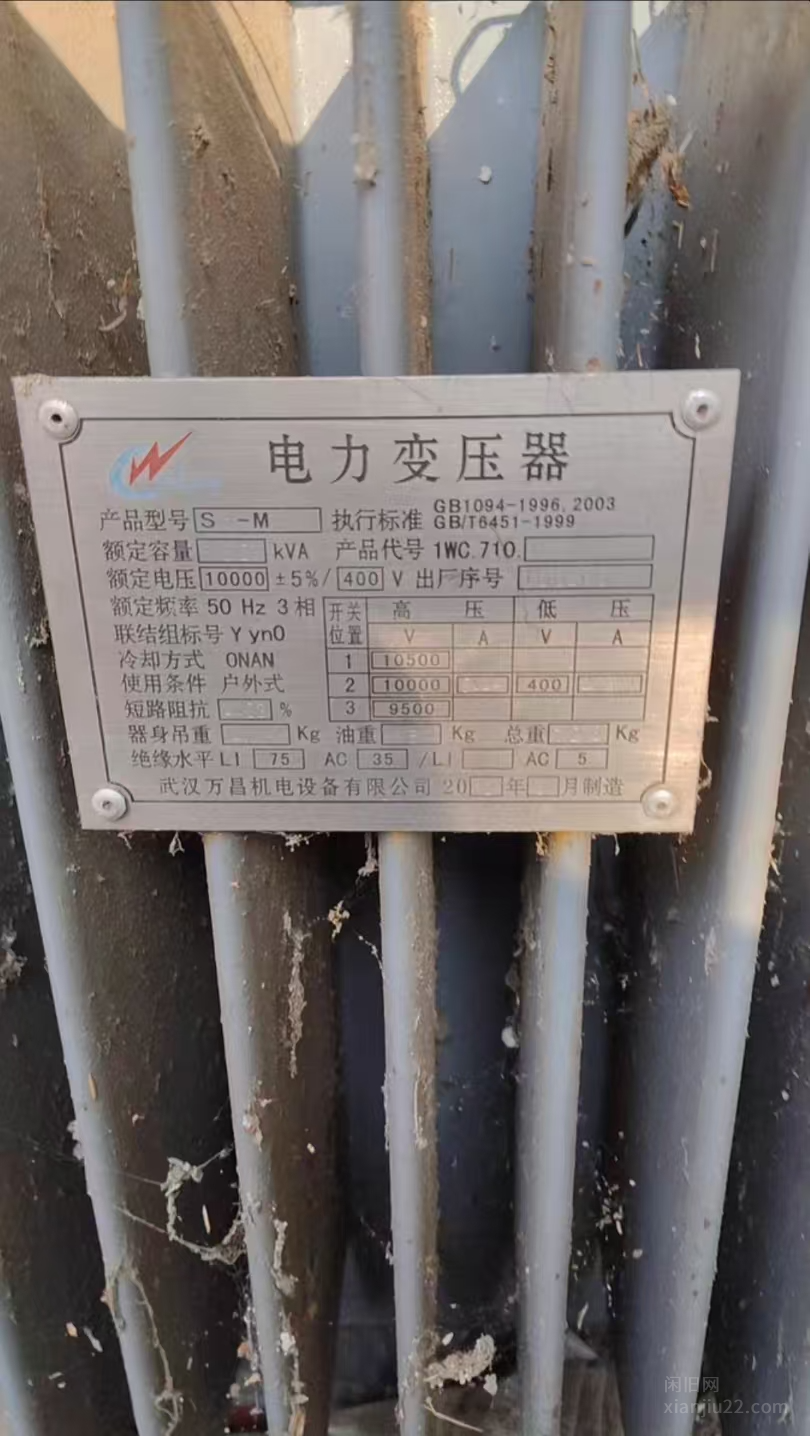 电力变压器
产品型号 S -M 执行标准 GB1094-1996,2003 GB/T6451-1999
额定容量 kVA 产品代号 1WC.710.
额定电压 10000 ±5%/ 400 V 出厂序号
额定频率 50 Hz 3相
联结组标号 Y yn0
冷却方式 ONAN
使用条件 户外式
短路阻抗 %
开关位置 高压 低压
V A V A
1 10500
2 10000 400
3 9500
器身吊重 Kg 油重 Kg 总重 Kg
绝缘水平 LI 75 AC 35 /LI AC 5
武汉万昌机电设备有限公司 20 年 月制造
闲旧网
xianjiu22.com